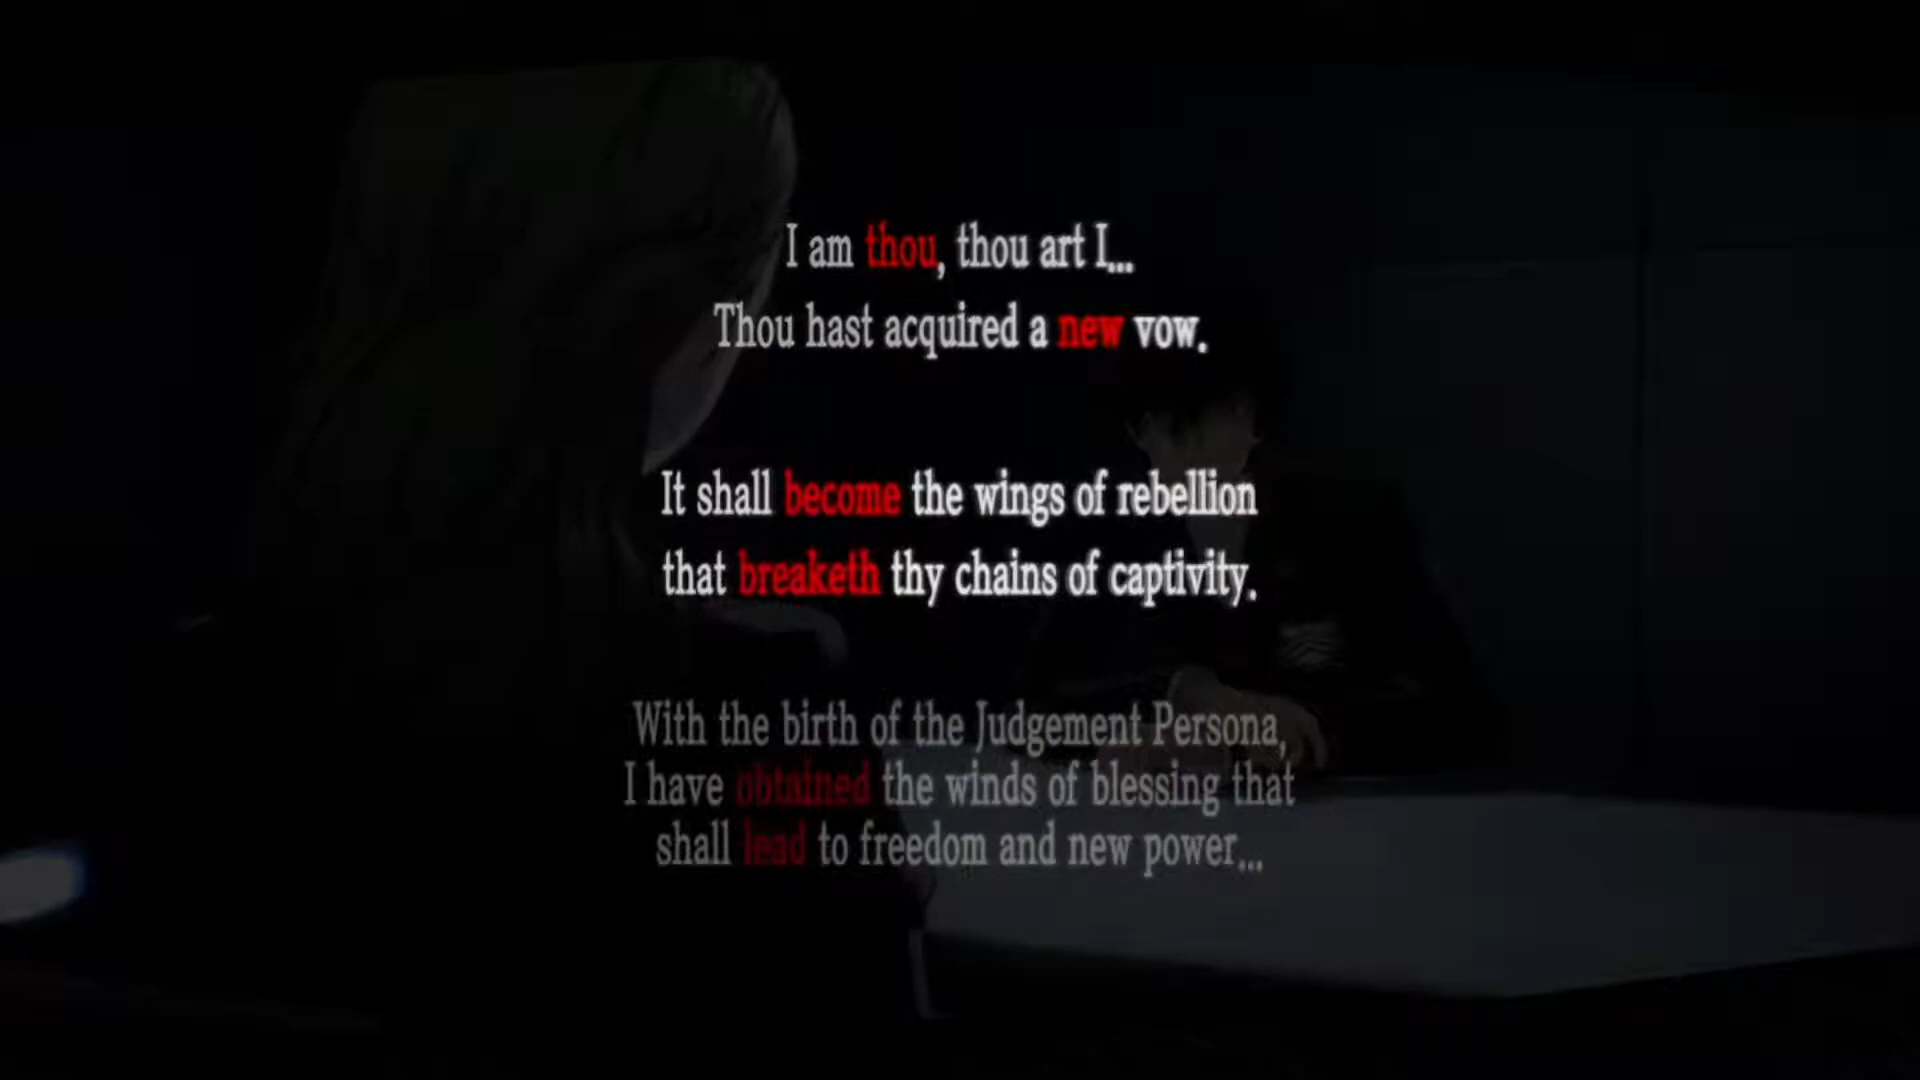 I am thou, thou art I...
Thou hast acquired a new vow.
It shall become the wings of rebellion
that breaketh thy chains of captivity.
With the birth of the Judgement Persona,
I have obtained the winds of blessing that
shall lead to freedom and new power...